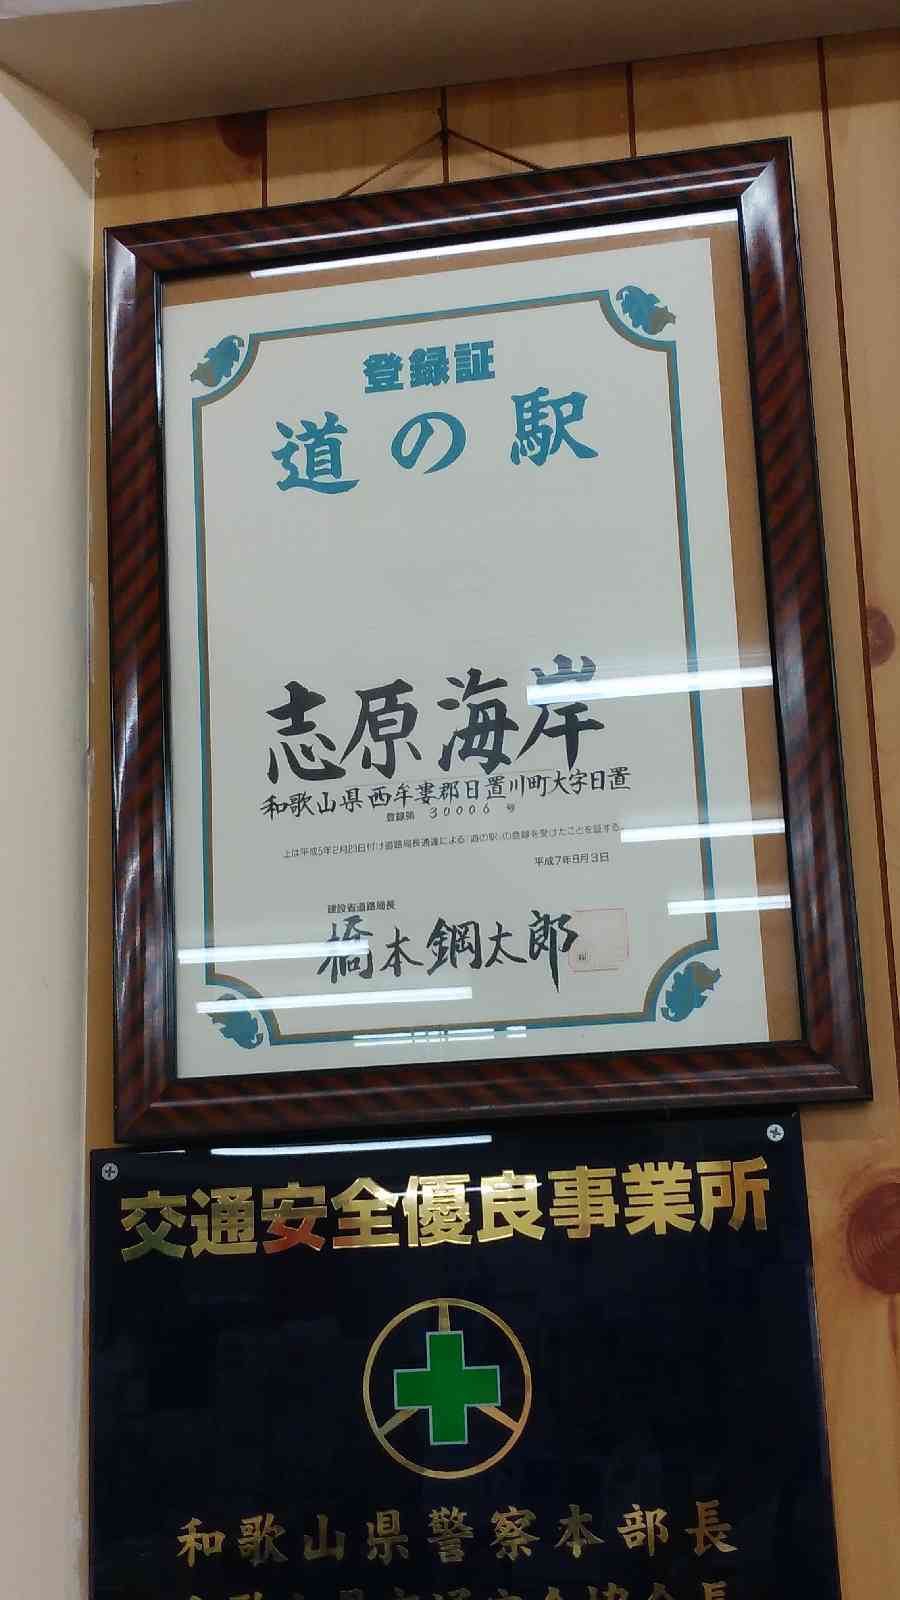 登録証
道の駅
志原海岸
和歌山県西牟婁郡日置川町大字日置
登録第 30006 号
上は平成5年2月23日付け道路局長通達による「道の駅」の登録を受けたことを証する。
平成7年8月3日
建設省道路局長
橋本鋼太郎
交通安全優良事業所
和歌山県警察本部長